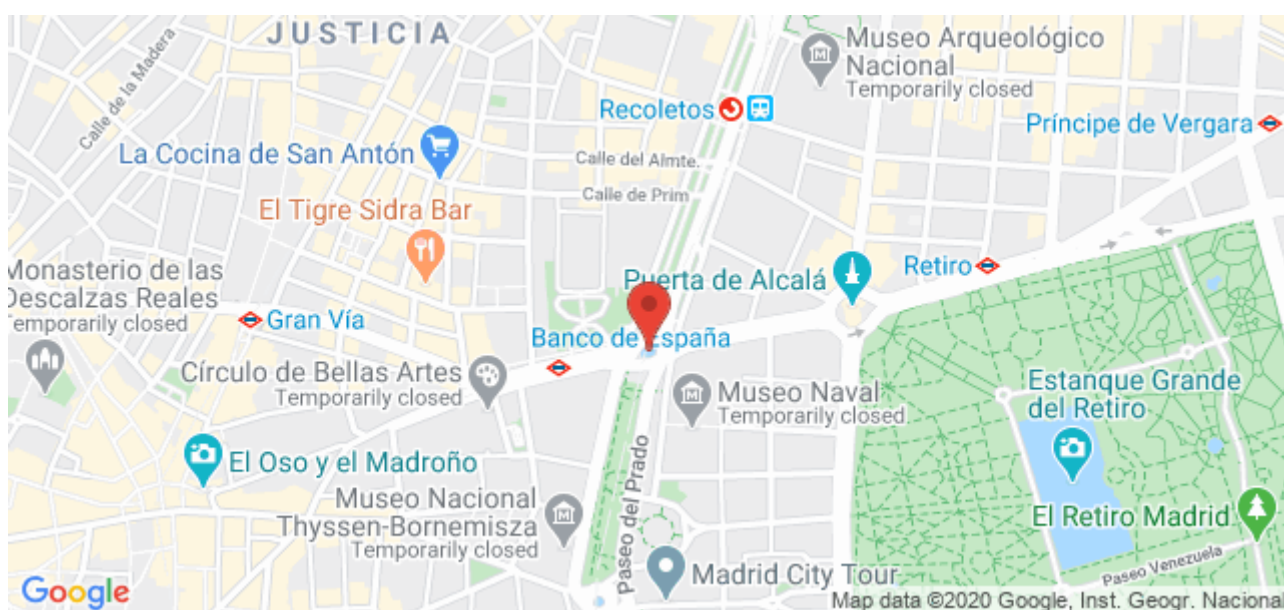 JUSTICIA
Calle de la Madera
Museo Arqueológico
Nacional
Temporarily closed
Recoletos
Príncipe de Vergara
La Cocina de San Antón
Calle del Almte.
Calle de Prim
El Tigre Sidra Bar
Monasterio de las
Descalzas Reales
Temporarily closed
Puerta de Alcalá
Retiro
Gran Vía
Banco de España
Círculo de Bellas Artes
Temporarily closed
Museo Naval
Temporarily closed
Estanque Grande
del Retiro
El Oso y el Madroño
Museo Nacional
Thyssen-Bornemisza
Temporarily closed
Paseo del Prado
El Retiro Madrid
Paseo Venezuela
Madrid City Tour
Google
Map data ©2020 Google, Inst. Geogr. Naciona